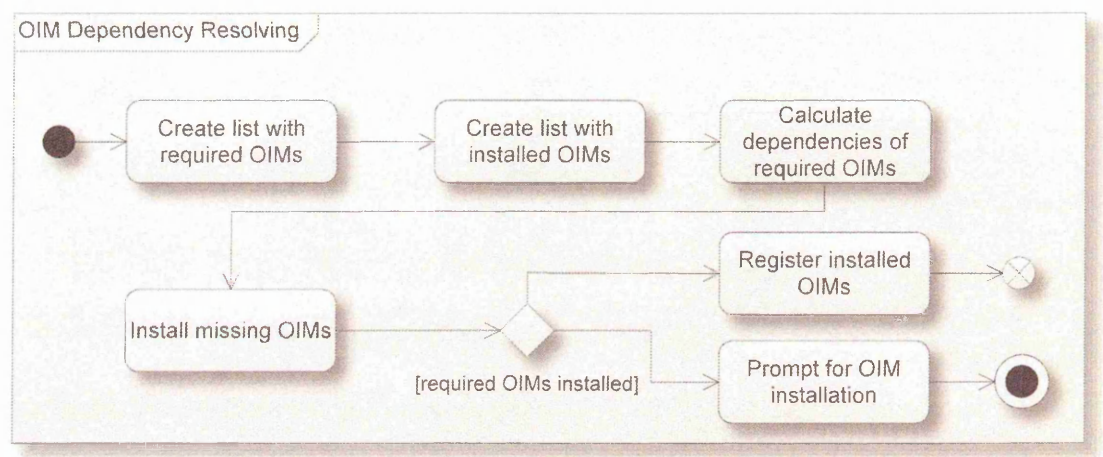 OIM Dependency Resolving
Create list with
required OIMs
Create list with
installed OIMs
Calculate
dependencies of
required OIMs
Register installed
OIMs
Install missing OIMs
[required OIMs installed]
Prompt for OIM
installation